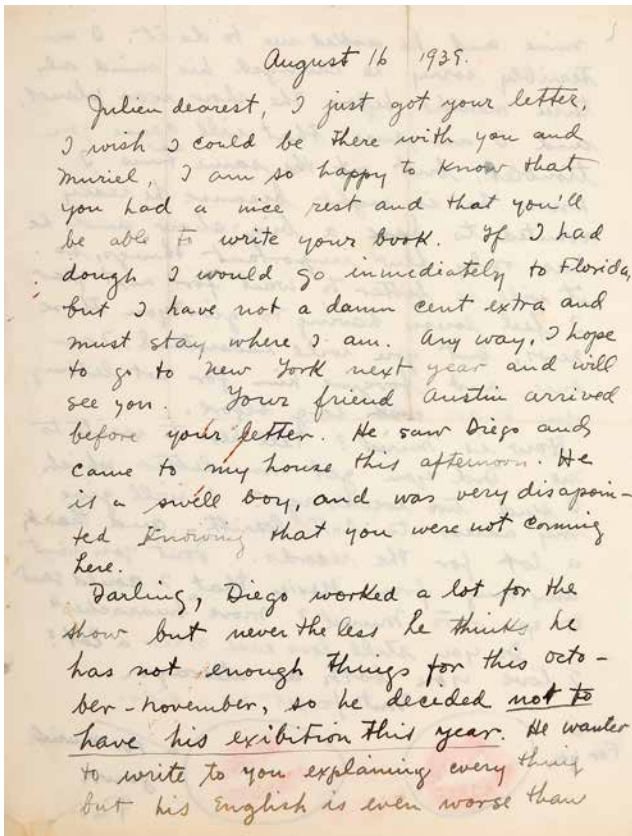 August 16 1939.
Julien dearest, I just got your letter,
I wish I could be there with you and
Muriel, I am so happy to know that
you had a nice rest and that you'll
be able to write your book. If I had
dough I would go immediately to Florida,
but I have not a damn cent extra and
must stay where I am. Any way, I hope
to go to New York next year and will
see you. Your friend Austin arrived
before your letter. He saw Diego and
came to my house this afternoon. He
is a swell boy, and was very disapoin-
ted knowing that you were not coming
here.
Darling, Diego worked a lot for the
show but never the less he thinks he
has not enough things for this octo-
ber-november, so he decided not to
have his exibition this year. He wanted
to write to you explaining every thing
but his English is even worse than